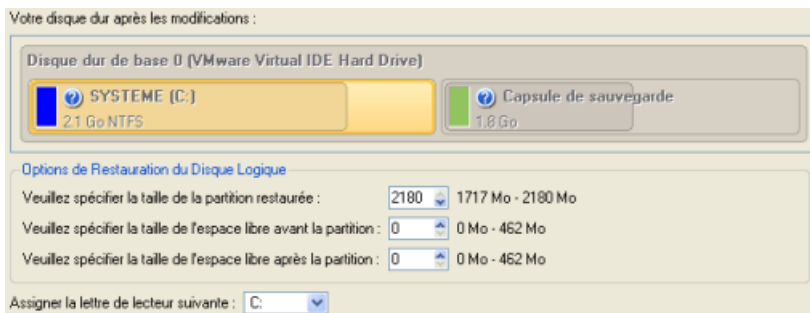 Votre disque dur après les modifications :
Disque dur de base 0 (VMware Virtual IDE Hard Drive)
SYSTEME (C:)
2.1 Go NTFS
Capsule de sauvegarde
1.8 Go
Options de Restauration du Disque Logique
Veuillez spécifier la taille de la partition restaurée : 2180 1717 Mo - 2180 Mo
Veuillez spécifier la taille de l'espace libre avant la partition : 0 0 Mo - 462 Mo
Veuillez spécifier la taille de l'espace libre après la partition : 0 0 Mo - 462 Mo
Assigner la lettre de lecteur suivante : C: